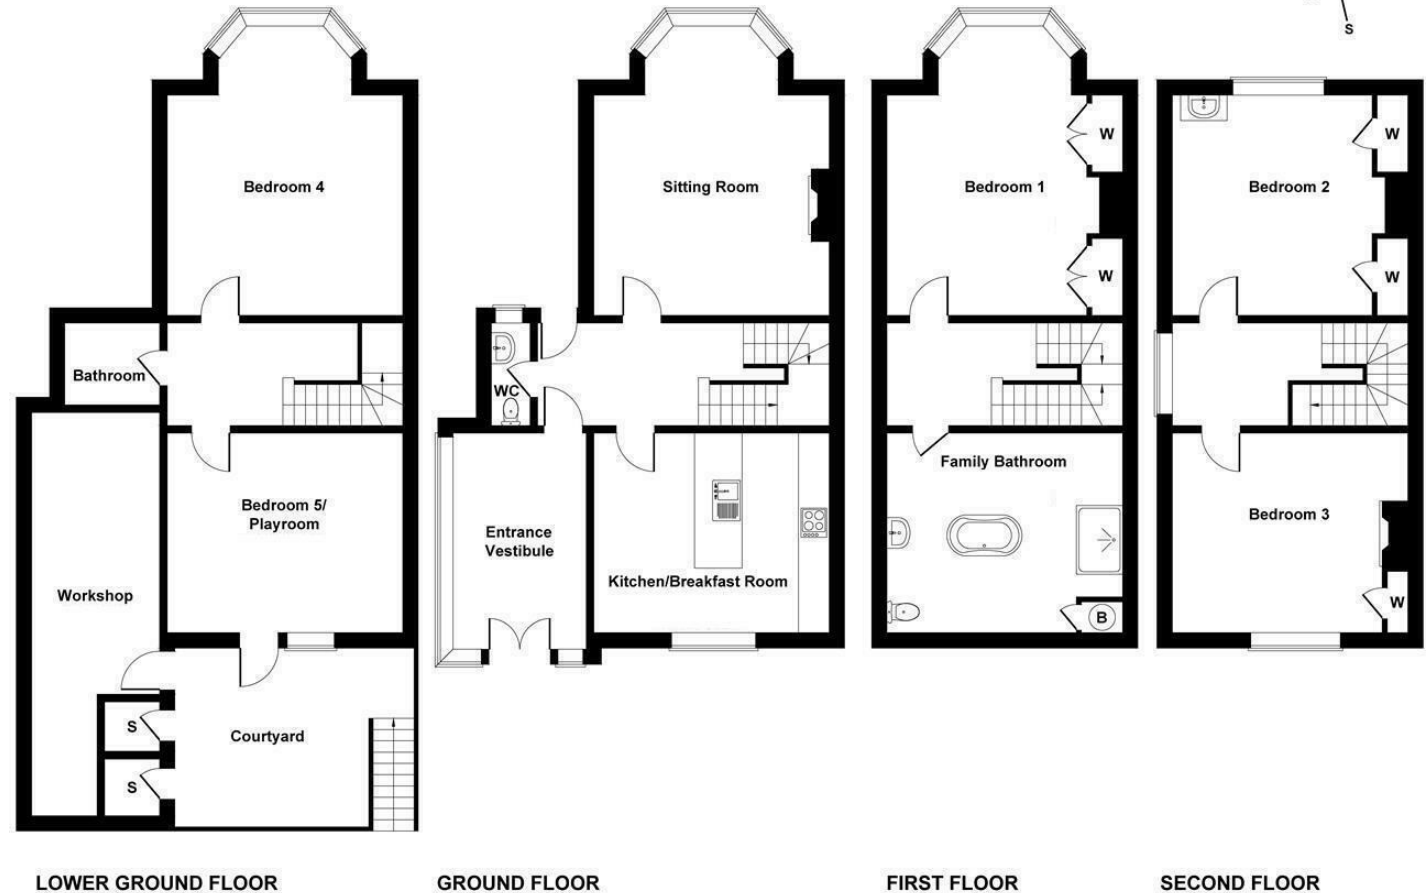 S
Bedroom 4
Bathroom
Bedroom 5/
Playroom
Workshop
S
S
Courtyard
LOWER GROUND FLOOR
Sitting Room
WC
Entrance
Vestibule
Kitchen/Breakfast Room
GROUND FLOOR
Bedroom 1
W
W
Family Bathroom
B
FIRST FLOOR
Bedroom 2
W
W
Bedroom 3
W
SECOND FLOOR